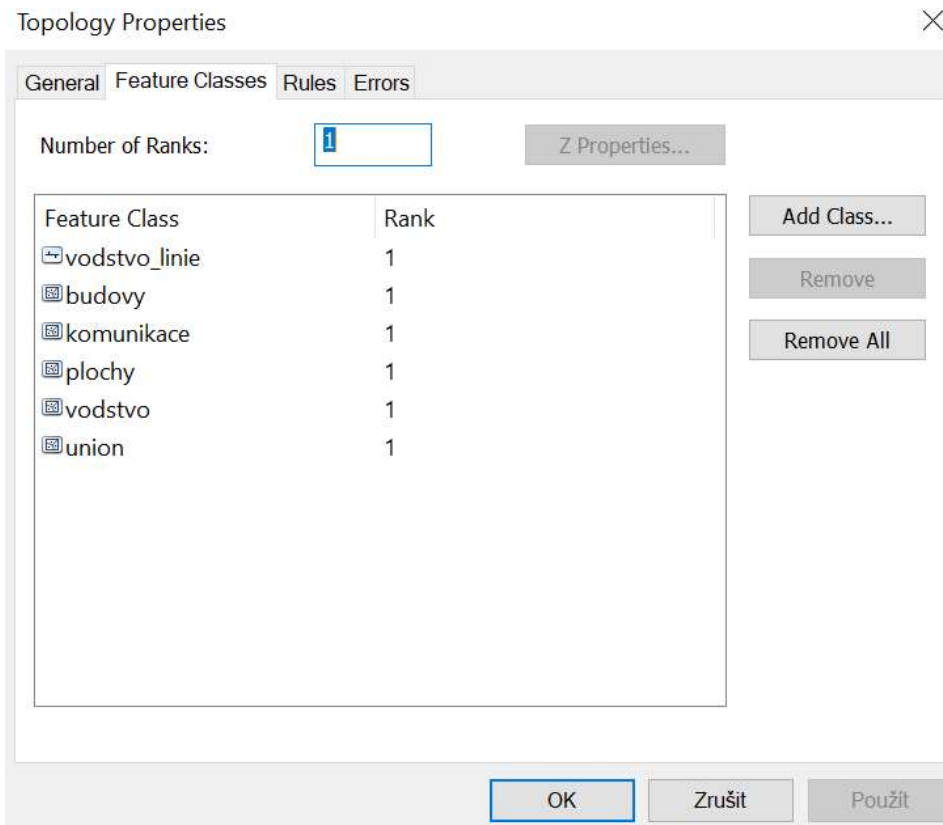 Topology Properties
General Feature Classes Rules Errors
Number of Ranks: 1 Z Properties...
Feature Class Rank
vodstvo_linie 1
budovy 1
komunikace 1
plochy 1
vodstvo 1
union 1
Add Class...
Remove
Remove All
OK Zrušit Použít